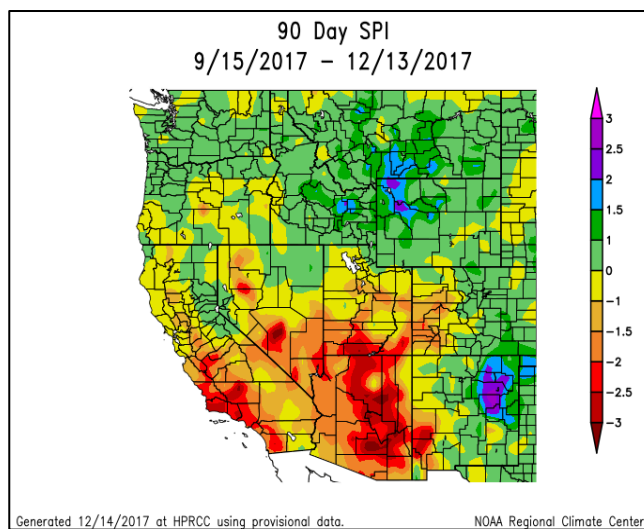 90 Day SPI
9/15/2017 - 12/13/2017
3
2.5
2
1.5
1
0
-1
-1.5
-2
-2.5
-3
Generated 12/14/2017 at HPRCC using provisional data.
NOAA Regional Climate Center